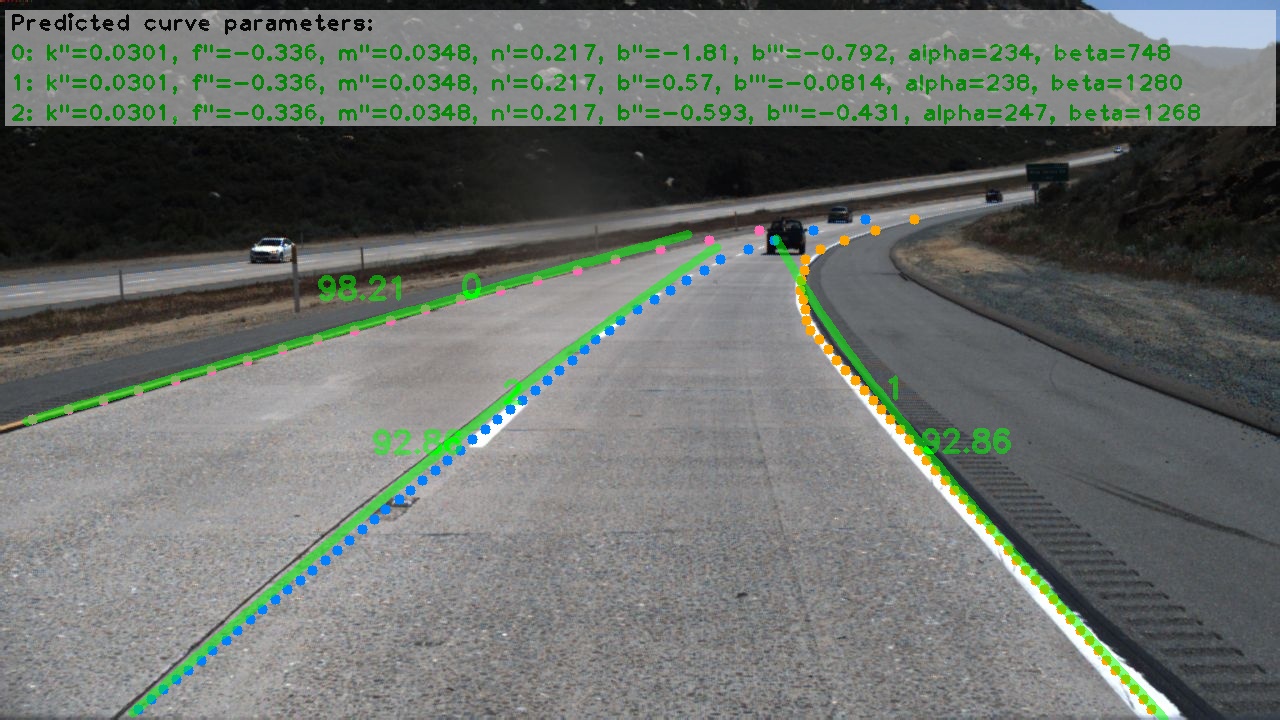 Predicted curve parameters:
0: k''=0.0301, f''=−0.336, m''=0.0348, n'=0.217, b''=−1.81, b'''=−0.792, alpha=234, beta=748
1: k''=0.0301, f''=−0.336, m''=0.0348, n'=0.217, b''=0.57, b'''=−0.0814, alpha=238, beta=1280
2: k''=0.0301, f''=−0.336, m''=0.0348, n'=0.217, b''=−0.593, b'''=−0.431, alpha=247, beta=1268
98.21 0
2 1
92.86 92.86